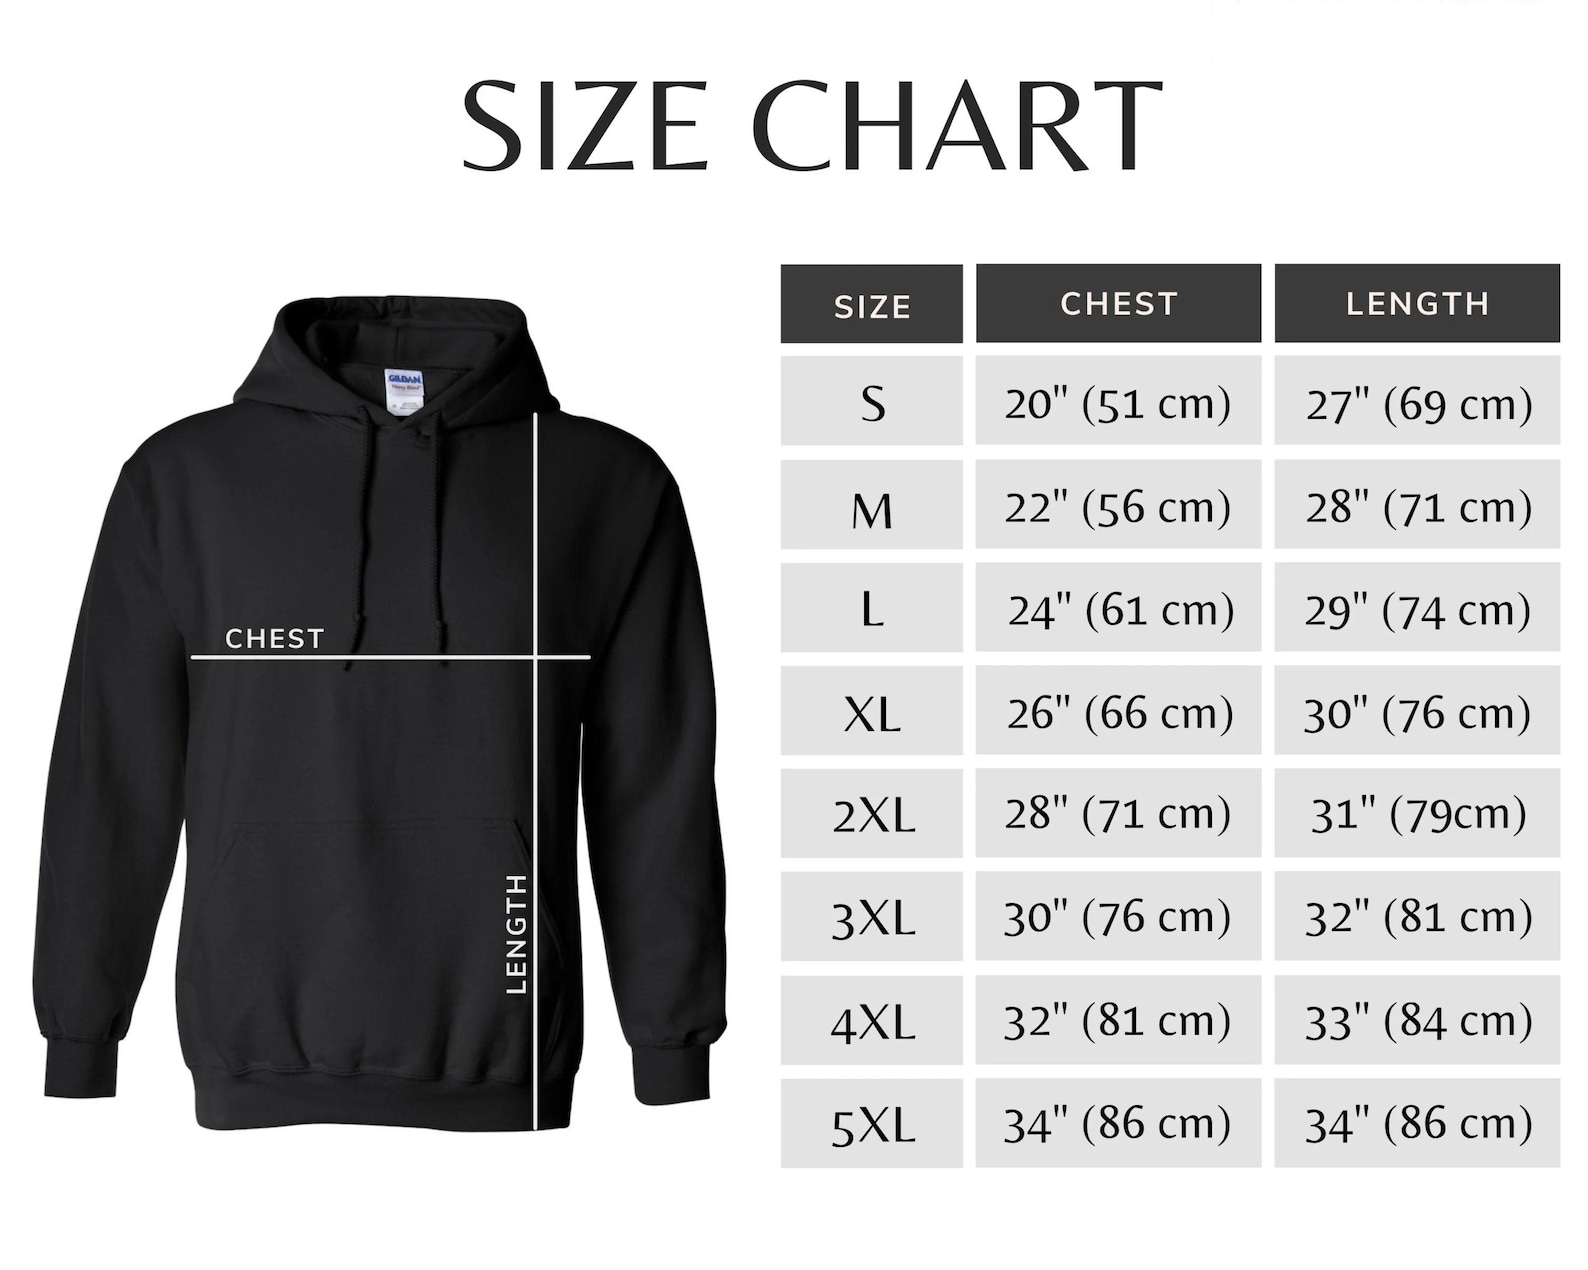 SIZE CHART
GILDAN
Heavy Blend
CHEST
LENGTH
SIZE CHEST LENGTH
S 20" (51 cm) 27" (69 cm)
M 22" (56 cm) 28" (71 cm)
L 24" (61 cm) 29" (74 cm)
XL 26" (66 cm) 30" (76 cm)
2XL 28" (71 cm) 31" (79cm)
3XL 30" (76 cm) 32" (81 cm)
4XL 32" (81 cm) 33" (84 cm)
5XL 34" (86 cm) 34" (86 cm)